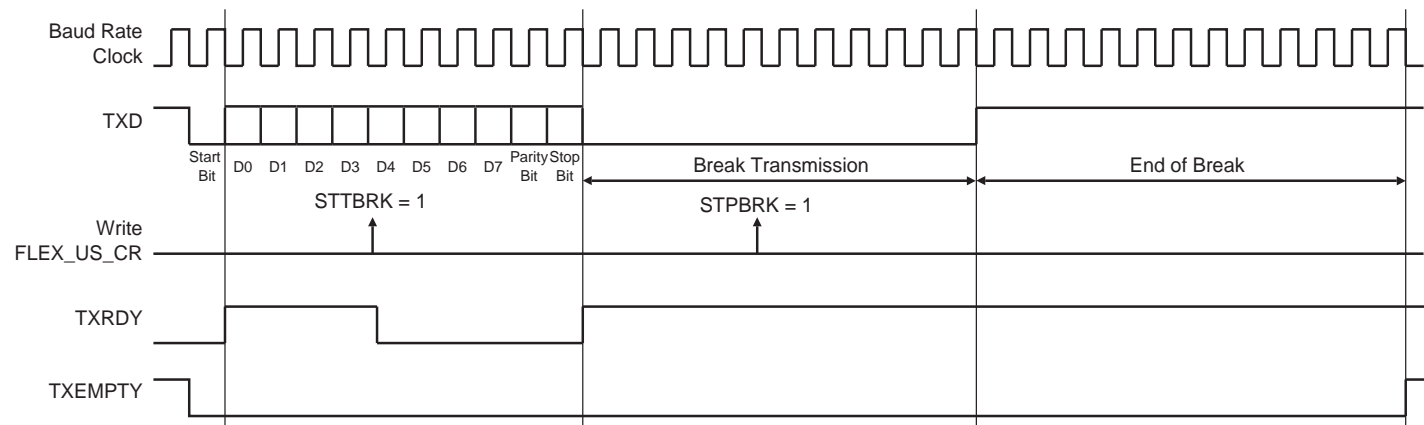 Baud Rate
Clock
TXD
Start
Bit
D0 D1 D2 D3 D4 D5 D6 D7
Parity
Bit
Stop
Bit
Break Transmission
End of Break
STTBRK = 1
STPBRK = 1
Write
FLEX_US_CR
TXRDY
TXEMPTY